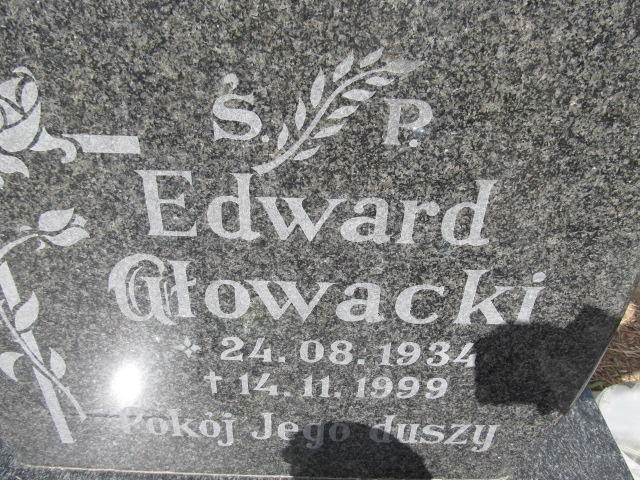 Ś. P.
Edward
Głowacki
* 24.08.1934
† 14.11.1999
Pokój Jego duszy